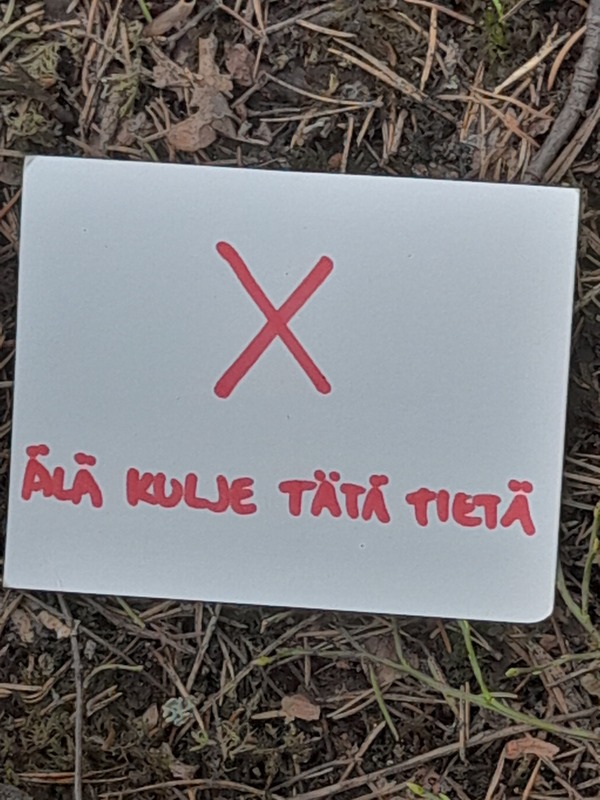 X
ÄLÄ KULJE TÄTÄ TIETÄ